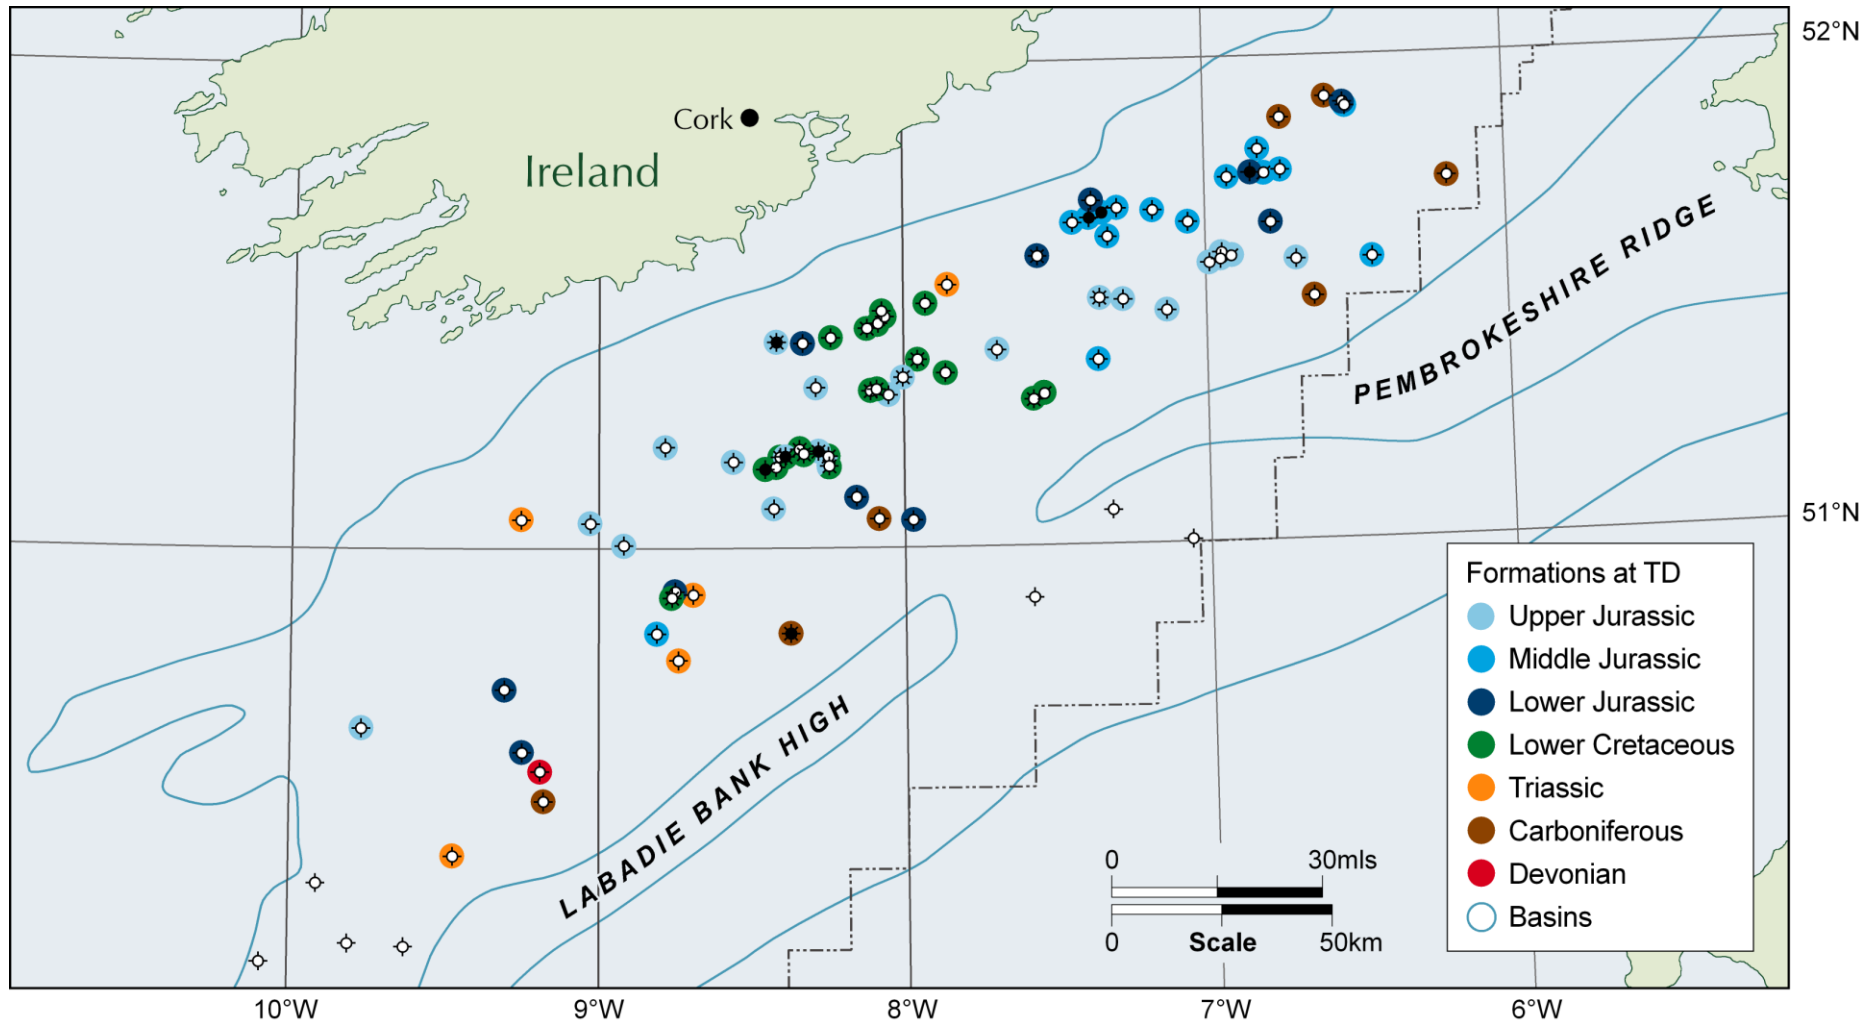 52°N
Cork
Ireland
PEMBROKESHIRE RIDGE
51°N
Formations at TD
Upper Jurassic
Middle Jurassic
Lower Jurassic
Lower Cretaceous
Triassic
Carboniferous
Devonian
Basins
LABADIE BANK HIGH
0 30mls
0 Scale 50km
10°W 9°W 8°W 7°W 6°W